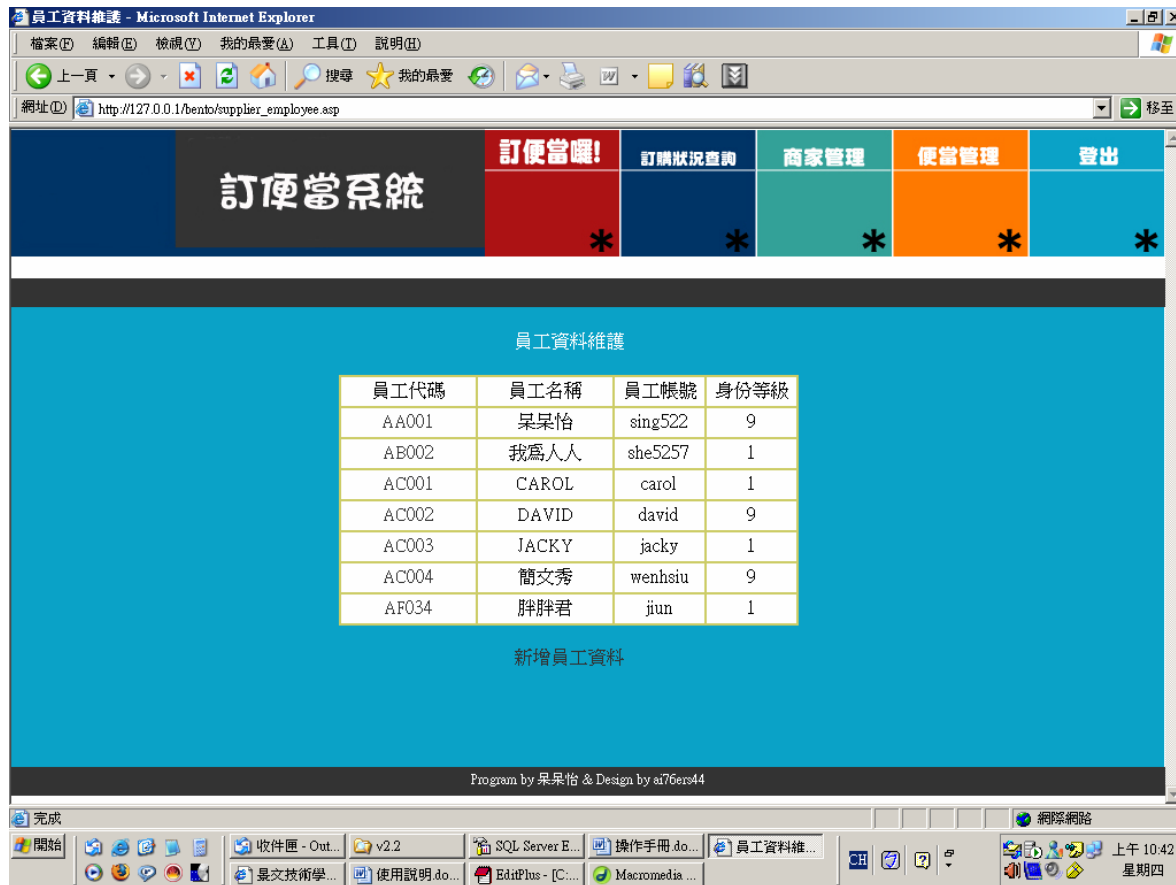 員工資料維護 - Microsoft Internet Explorer
檔案(F) 編輯(E) 檢視(V) 我的最愛(A) 工具(T) 說明(H)
上一頁 搜尋 我的最愛
網址(D) http://127.0.0.1/bento/supplier_employee.asp 移至
訂便當系統 訂便當囉! 訂購狀況查詢 商家管理 便當管理 登出
* * * * *
員工資料維護
員工代碼 員工名稱 員工帳號 身份等級
AA001 呆呆怡 sing522 9
AB002 我為人人 she5257 1
AC001 CAROL carol 1
AC002 DAVID david 9
AC003 JACKY jacky 1
AC004 簡文秀 wenhsiu 9
AF034 胖胖君 jiun 1
新增員工資料
Program by 呆呆怡 & Design by ai76ers44
完成 網際網路
開始 收件匣 - Out... v2.2 SQL Server E... 操作手冊.do... 員工資料維... CH 上午 10:42
景文技術學... 使用說明.do... EditPlus - [C:... Macromedia ... 星期四